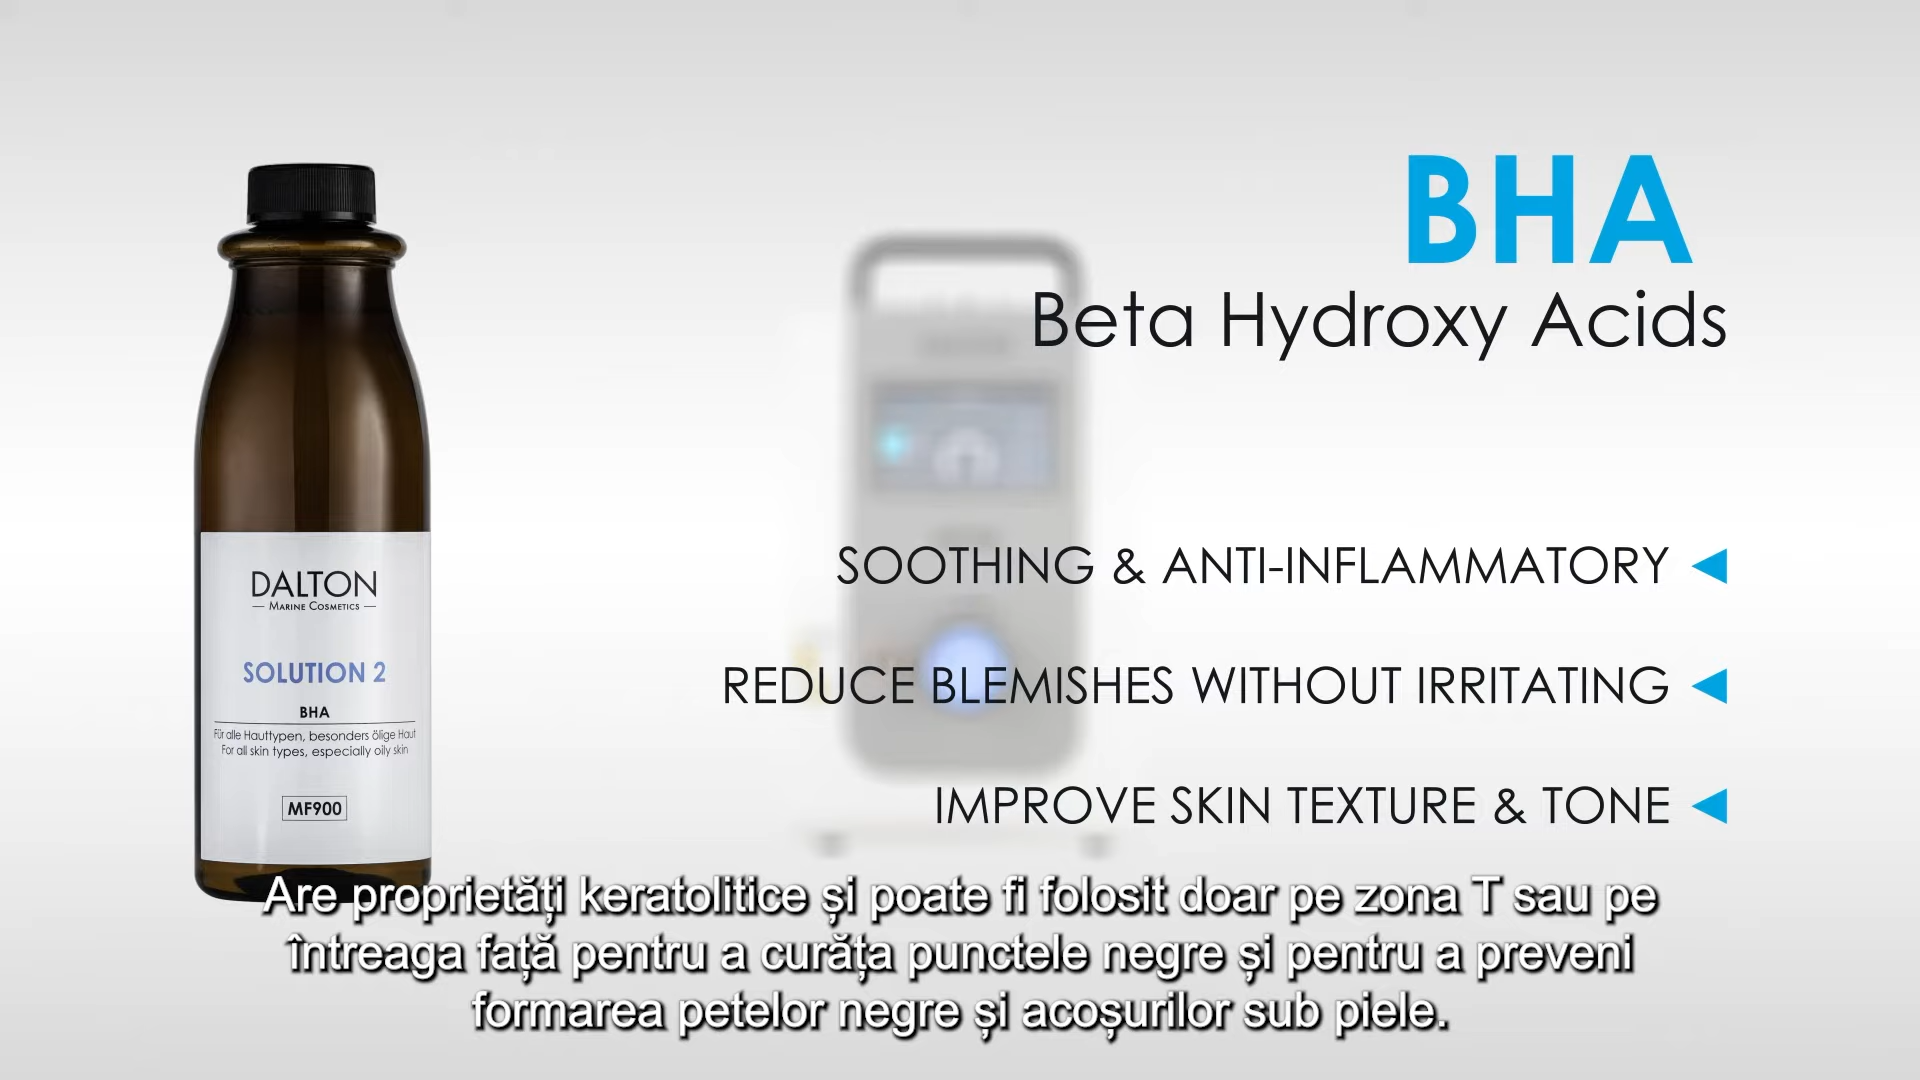 BHA
Beta Hydroxy Acids
SOOTHING & ANTI-INFLAMMATORY
REDUCE BLEMISHES WITHOUT IRRITATING
IMPROVE SKIN TEXTURE & TONE
DALTON
MARINE COSMETICS
SOLUTION 2
BHA
Für alle Hauttypen, besonders ölige Haut
For all skin types, especially oily skin
MF900
Are proprietăți keratolitice și poate fi folosit doar pe zona T sau pe
întreaga față pentru a curăța punctele negre și pentru a preveni
formarea petelor negre și acoșurilor sub piele.